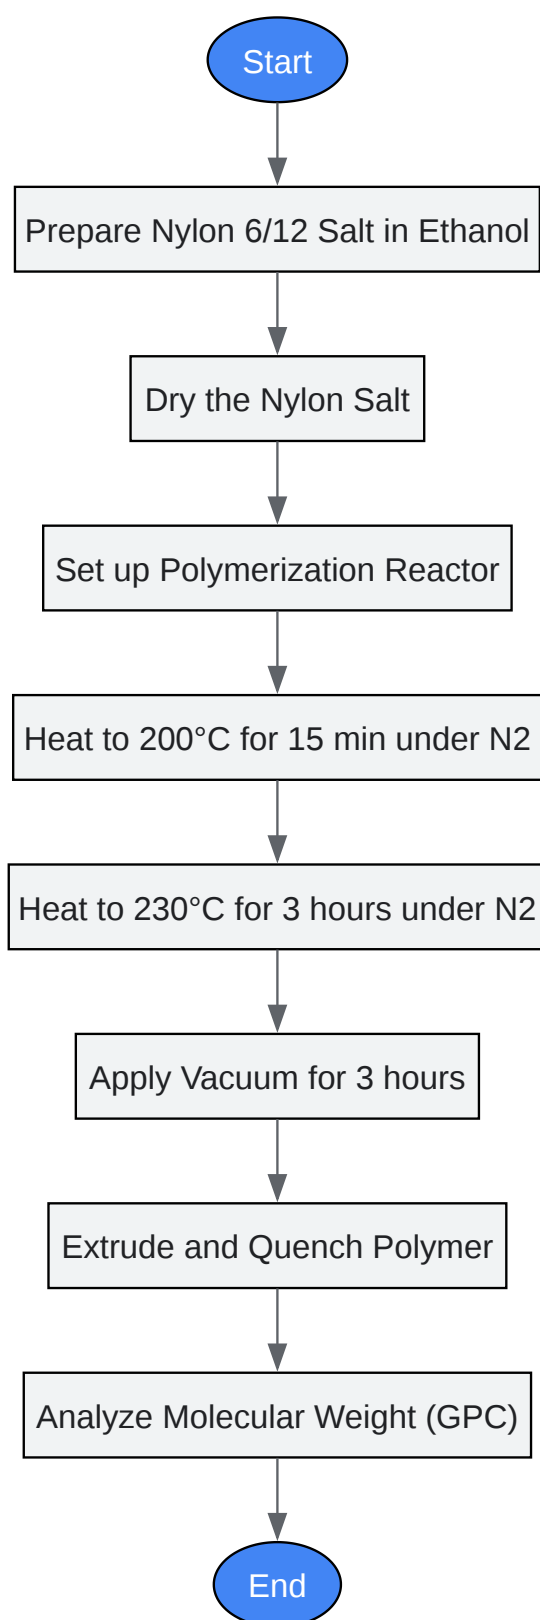 Start
Prepare Nylon 6/12 Salt in Ethanol
Dry the Nylon Salt
Set up Polymerization Reactor
Heat to 200°C for 15 min under N2
Heat to 230°C for 3 hours under N2
Apply Vacuum for 3 hours
Extrude and Quench Polymer
Analyze Molecular Weight (GPC)
End